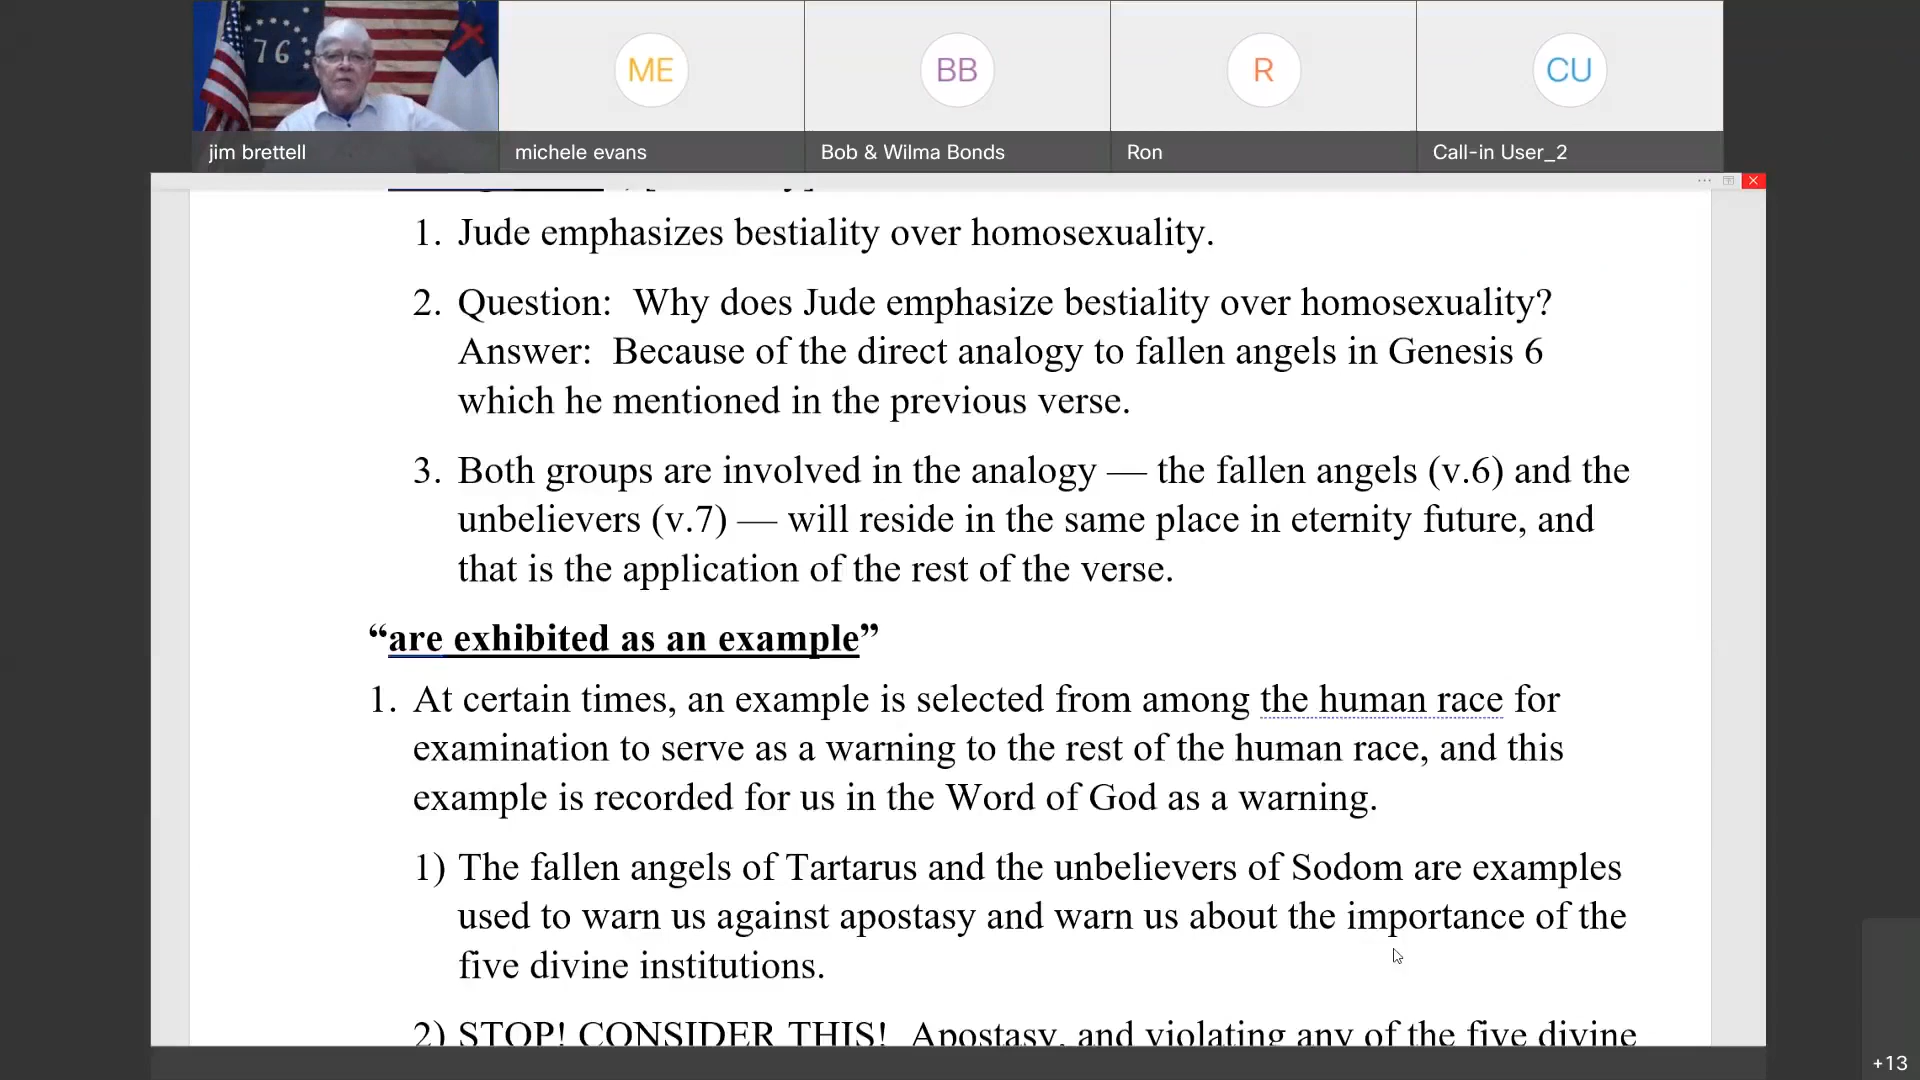 76
ME
BB
R
CU
jim brettell
michele evans
Bob & Wilma Bonds
Ron
Call-in User_2
1. Jude emphasizes bestiality over homosexuality.
2. Question: Why does Jude emphasize bestiality over homosexuality?
Answer: Because of the direct analogy to fallen angels in Genesis 6
which he mentioned in the previous verse.
3. Both groups are involved in the analogy — the fallen angels (v.6) and the
unbelievers (v.7) — will reside in the same place in eternity future, and
that is the application of the rest of the verse.
“are exhibited as an example”
1. At certain times, an example is selected from among the human race for
examination to serve as a warning to the rest of the human race, and this
example is recorded for us in the Word of God as a warning.
1) The fallen angels of Tartarus and the unbelievers of Sodom are examples
used to warn us against apostasy and warn us about the importance of the
five divine institutions.
2) STOP! CONSIDER THIS! Apostasy, and violating any of the five divine
+13